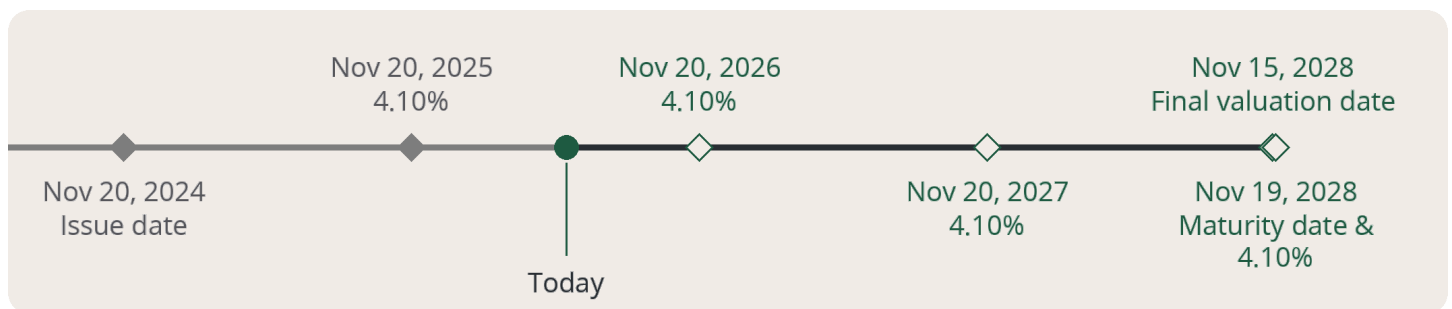 Nov 20, 2025
4.10%
Nov 20, 2026
4.10%
Nov 15, 2028
Final valuation date
Nov 20, 2024
Issue date
Nov 20, 2027
4.10%
Nov 19, 2028
Maturity date &
4.10%
Today